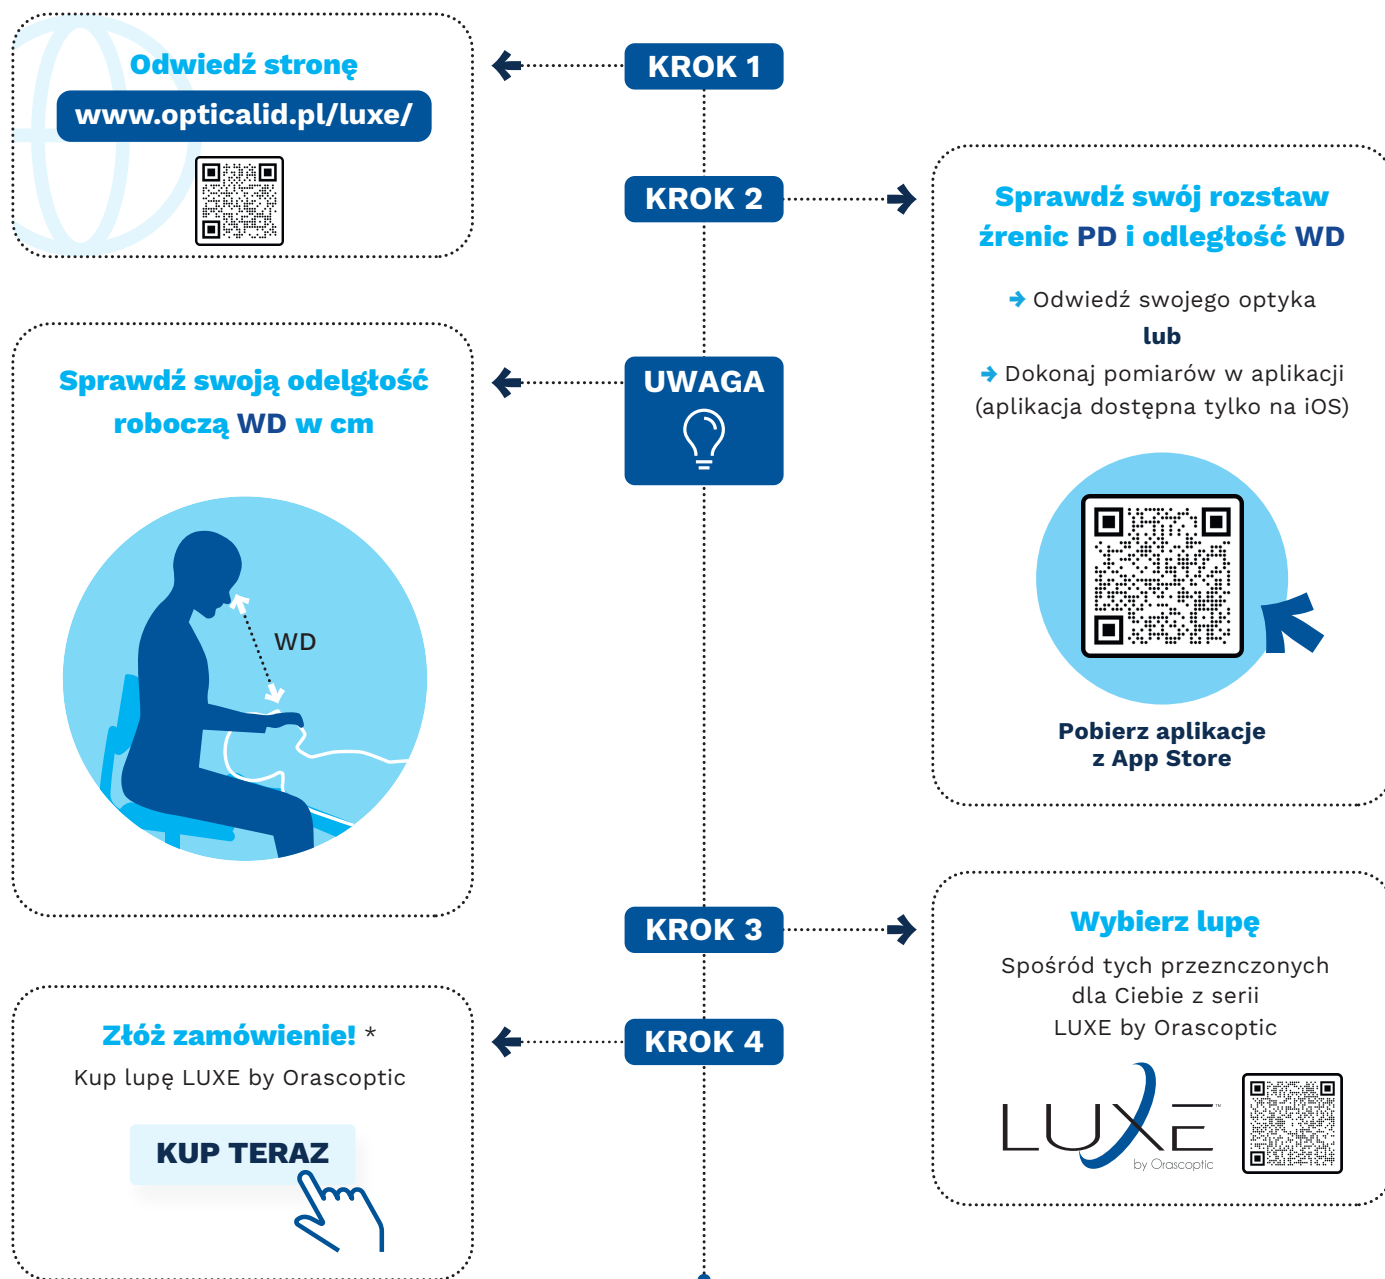 KROK 1
Odwiedź stronę
www.opticalid.pl/luxe/
KROK 2
Sprawdź swój rozstaw
źrenic PD i odległość WD
Odwiedź swojego optyka
lub
Dokonaj pomiarów w aplikacji
(aplikacja dostępna tylko na iOS)
Pobierz aplikacje
z App Store
UWAGA
Sprawdź swoją odelgłość
roboczą WD w cm
WD
KROK 3
Wybierz lupę
Spośród tych przeznczonych
dla Ciebie z serii
LUXE by Orascoptic
LUXE™
by Orascoptic
KROK 4
Złóż zamówienie! *
Kup lupę LUXE by Orascoptic
KUP TERAZ